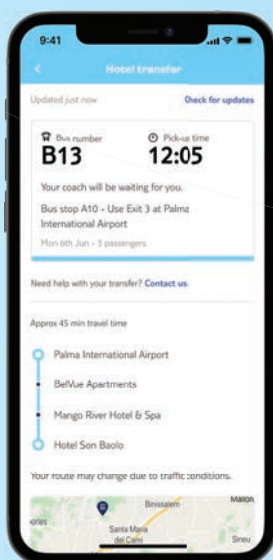 9:41
Hotel transfer
Updated just now
Check for updates
Bus number
Pick-up time
B13
12:05
Your coach will be waiting for you.
Bus stop A10 - Use Exit 3 at Palma
International Airport
Mon 6th Jun - 3 passengers
Need help with your transfer? Contact us
Approx 45 min travel time
Palma International Airport
BelVue Apartments
Mango River Hotel & Spa
Hotel Son Baolo
Your route may change due to traffic conditions.
Binissalem
Santa Maria
del Camí
Sineu